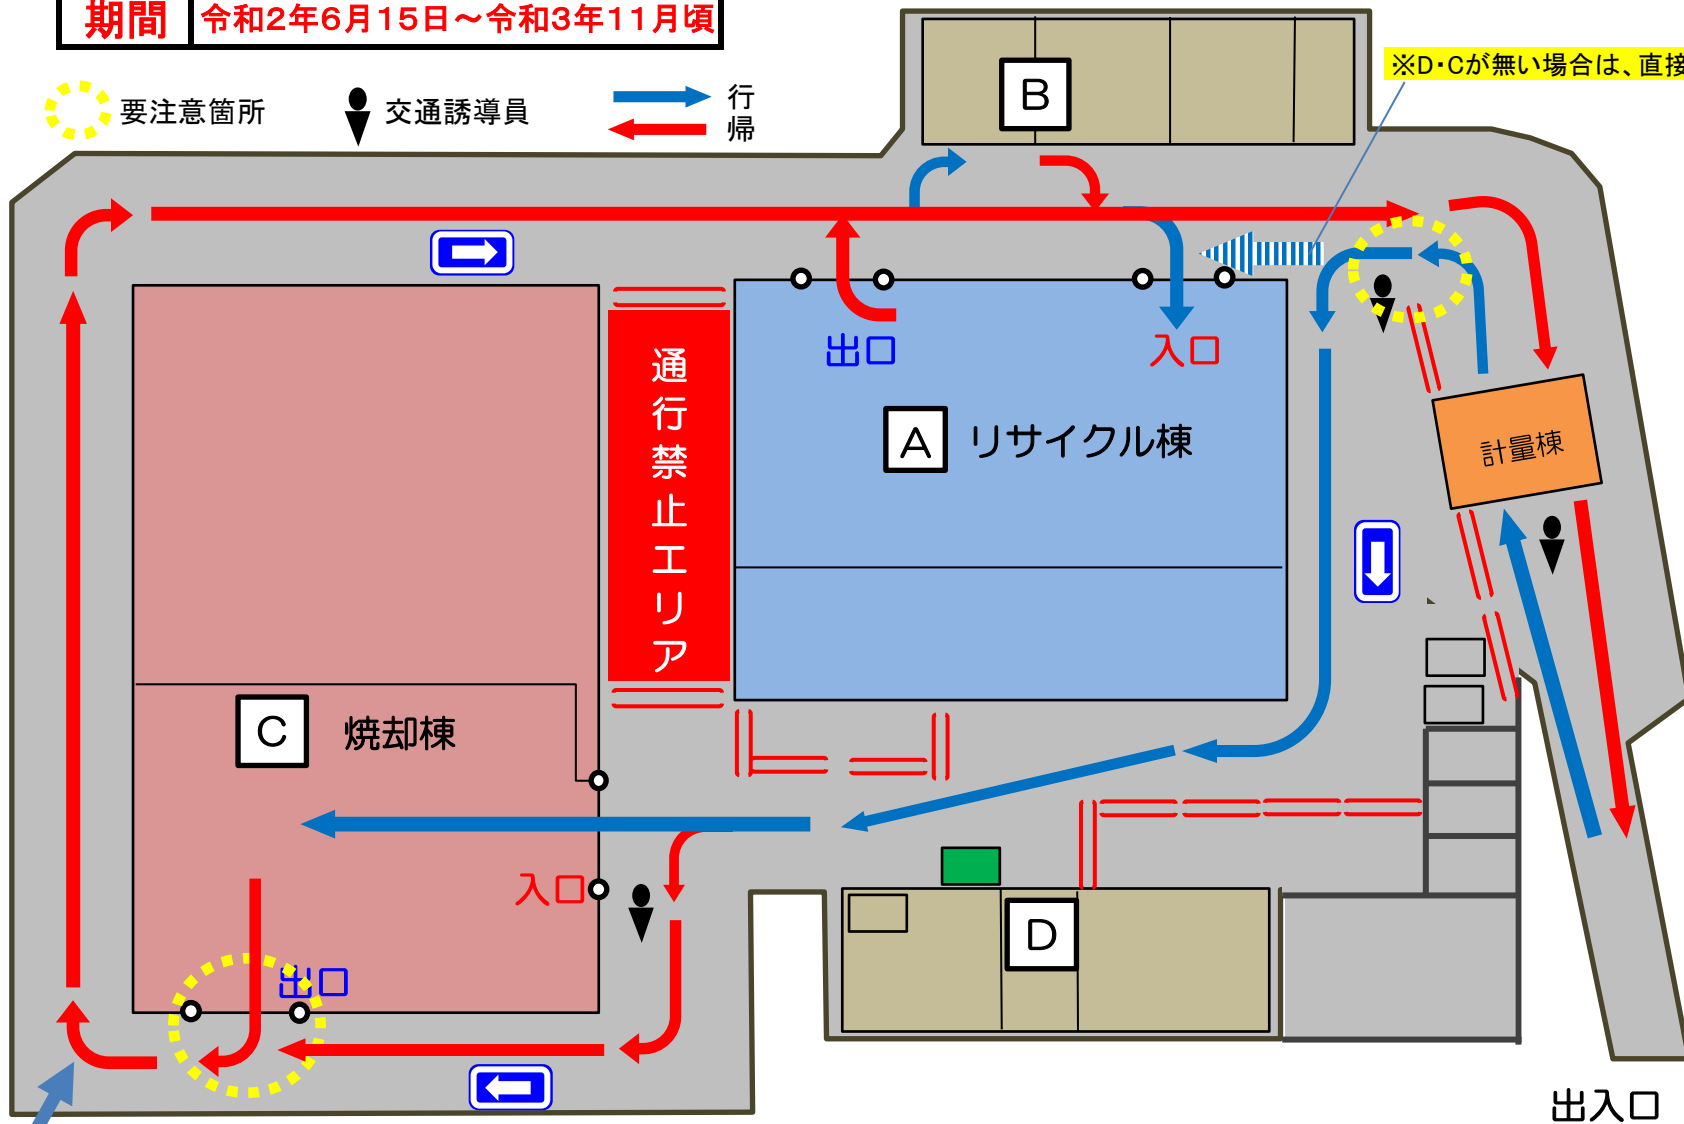 期間 令和2年6月15日～令和3年11月頃
※D・Cが無い場合は、直接
要注意箇所
交通誘導員
行
帰
B
出口
入口
通行禁止エリア
A リサイクル棟
計量棟
C 焼却棟
入口
出口
D
出入口